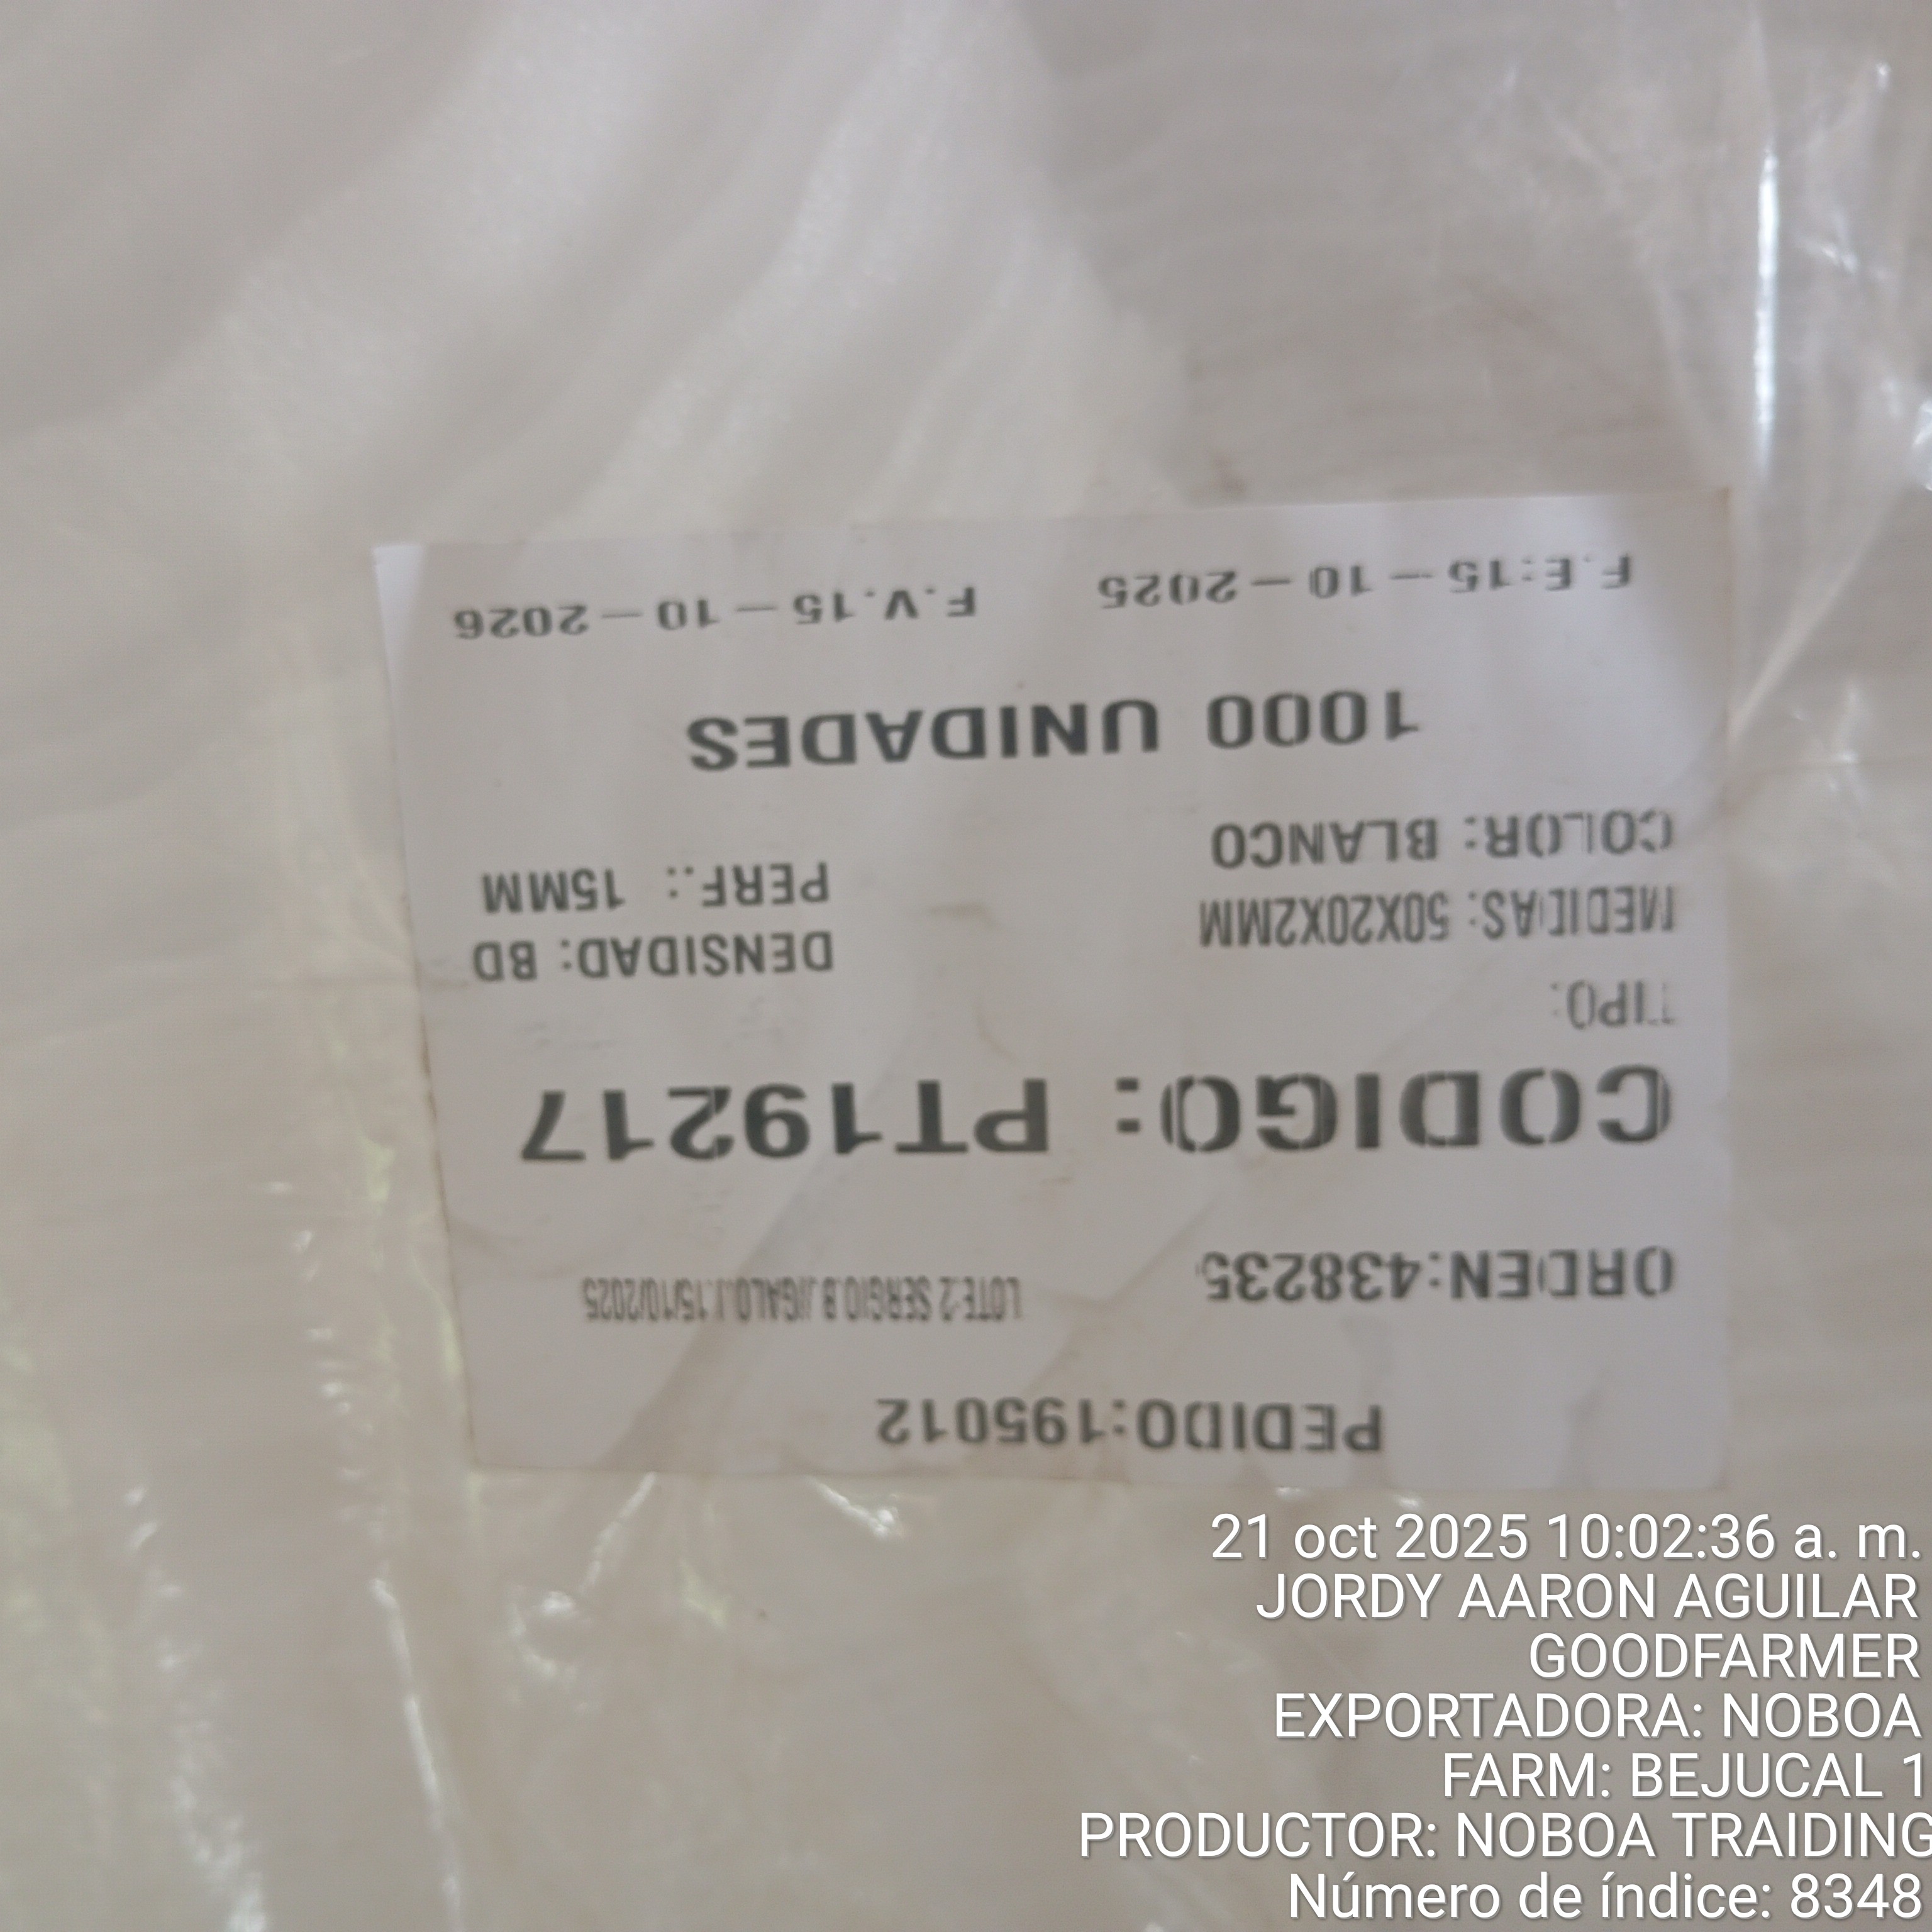 PEDIDO:195012
ORDEN:438235 LOTE-2 SERGIO.B.//GALO.J.15/10/2025
CODIGO: PT19217
TIPO:
MEDIDAS: 50X20X2MM DENSIDAD: BD
COLOR: BLANCO PERF.: 15MM
1000 UNIDADES
F.E:15-10-2025 F.V.15-10-2026
21 oct 2025 10:02:36 a. m.
JORDY AARON AGUILAR
GOODFARMER
EXPORTADORA: NOBOA
FARM: BEJUCAL 1
PRODUCTOR: NOBOA TRAIDING
Número de índice: 8348